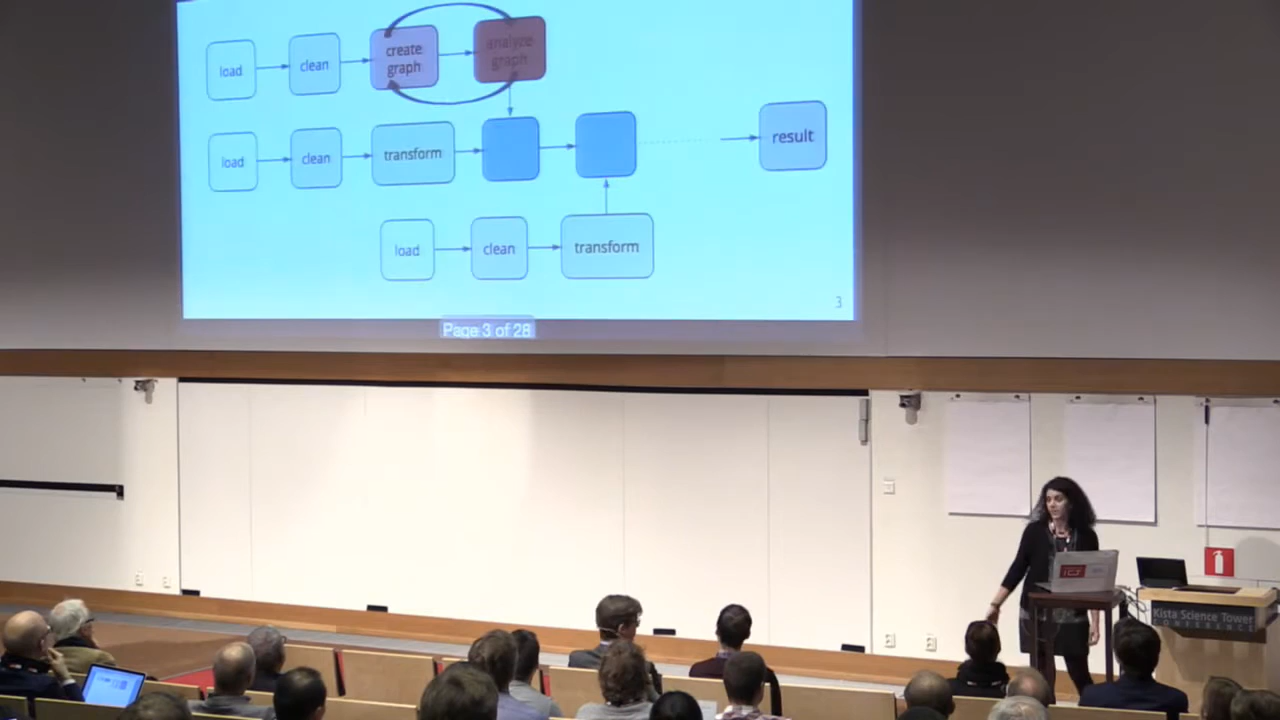 load
clean
create
graph
analyze
graph
load
clean
transform
result
load
clean
transform
3
Page 3 of 28
Kista Science Tower
CONFERENCE